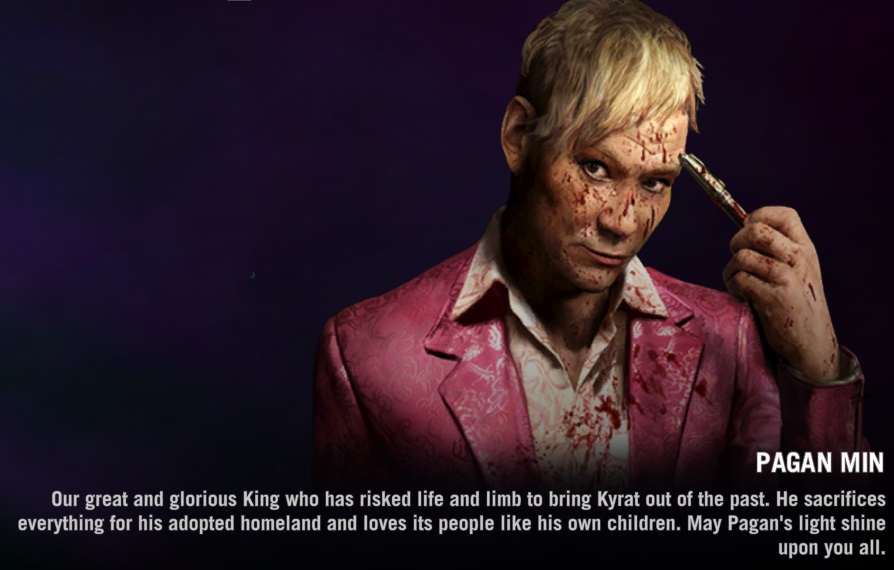 PAGAN MIN
Our great and glorious King who has risked life and limb to bring Kyrat out of the past. He sacrifices
everything for his adopted homeland and loves its people like his own children. May Pagan's light shine
upon you all.